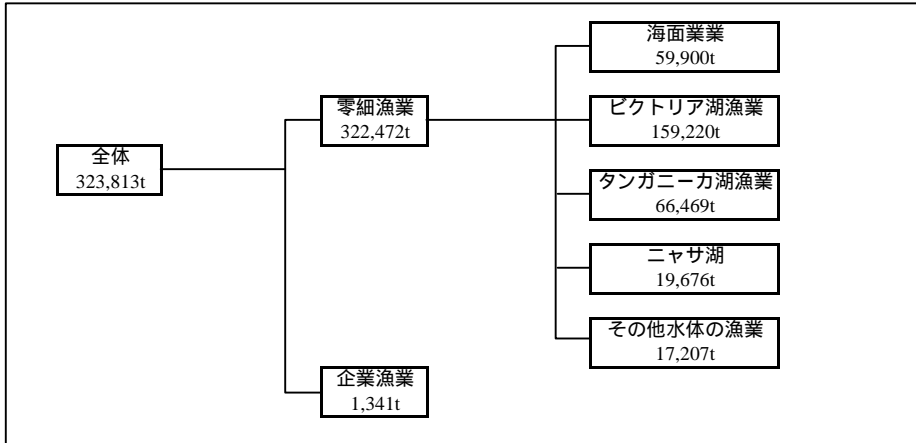 全体
323,813t
零細漁業
322,472t
企業漁業
1,341t
海面業業
59,900t
ビクトリア湖漁業
159,220t
タンガニーカ湖漁業
66,469t
ニャサ湖
19,676t
その他水体の漁業
17,207t